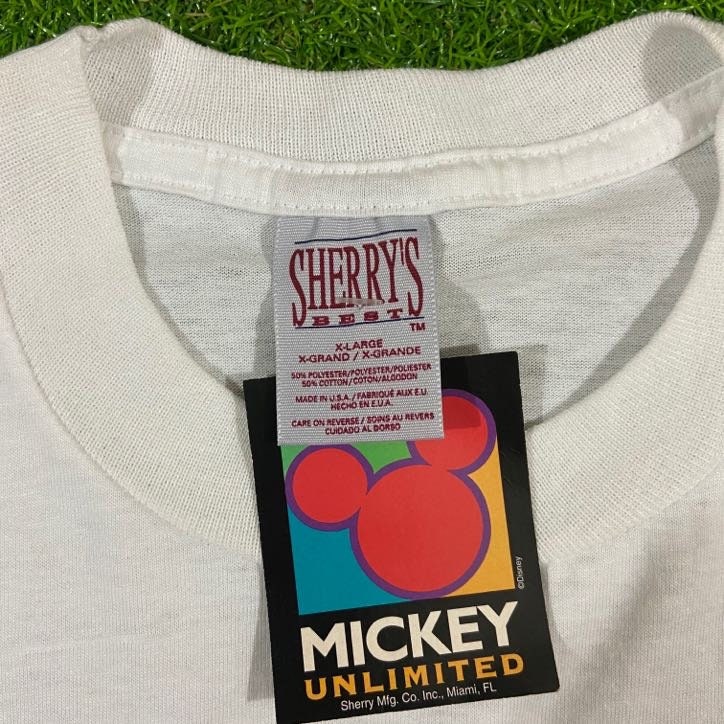 SHERRY'S
BEST
TM
X-LARGE
X-GRAND / X-GRANDE
50% POLYESTER/POLYESTER/POLIESTER
50% COTTON/COTON/ALGODON
MADE IN U.S.A./ FABRIQUÉ AUX E.U.
HECHO EN E.U.A.
CARE ON REVERSE / SOINS AU REVERS
CUIDADO AL DORSO
©Disney
MICKEY
UNLIMITED
Sherry Mfg. Co. Inc., Miami, FL